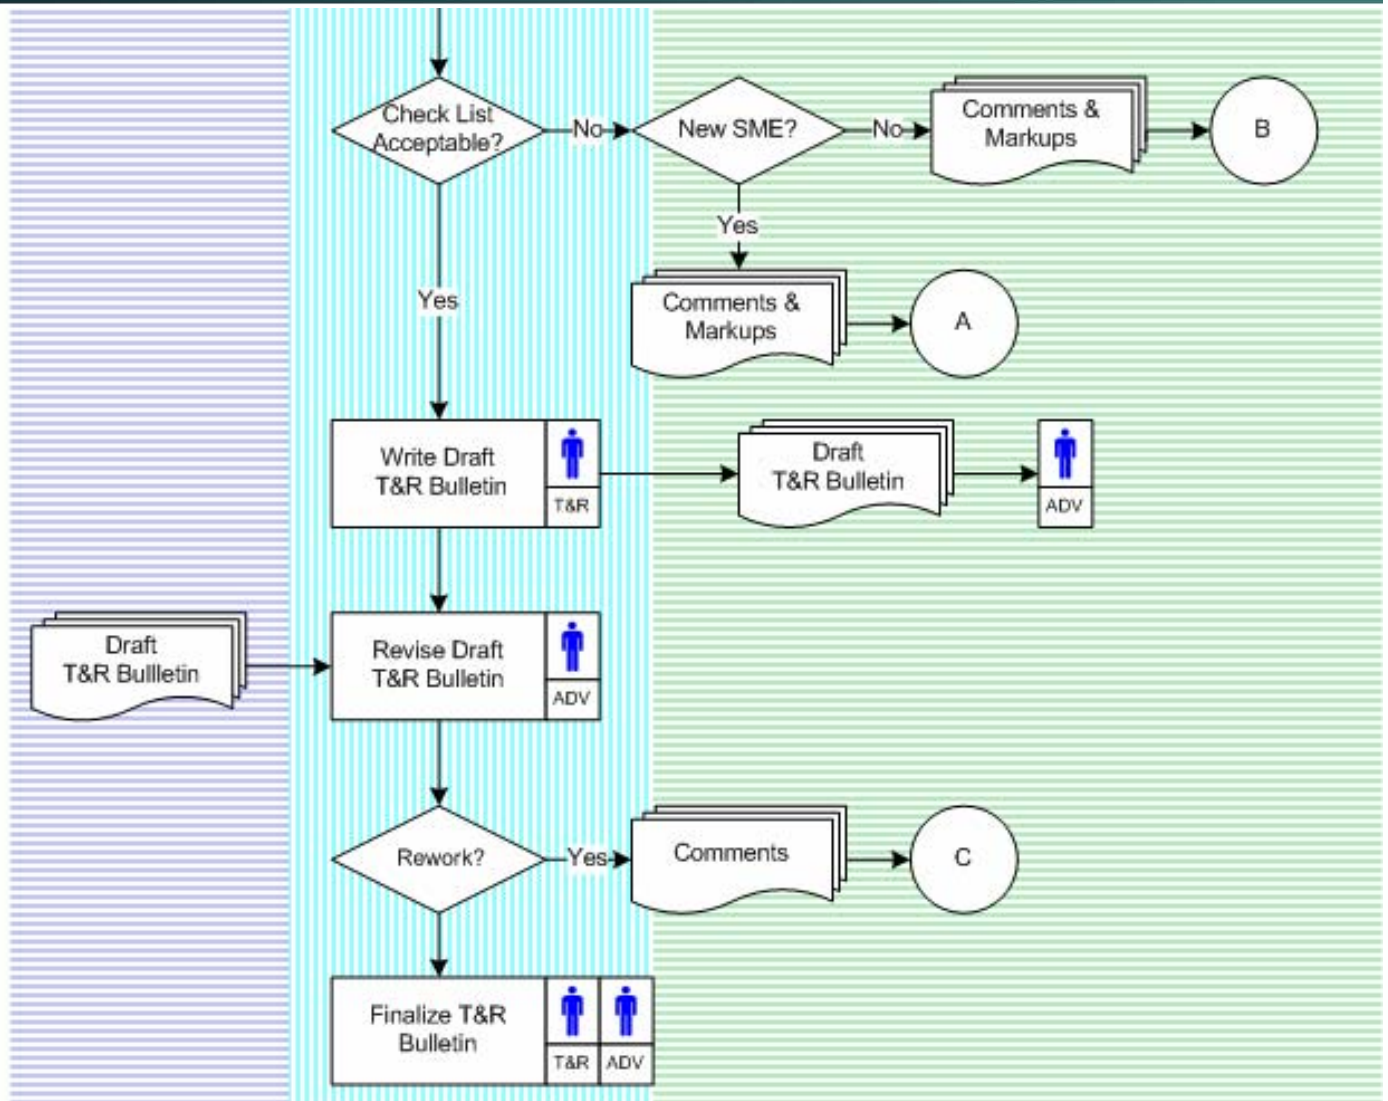 Check List
Acceptable?
No
New SME?
No
Comments &
Markups
B
Yes
Yes
Comments &
Markups
A
Write Draft
T&R Bulletin
T&R
Draft
T&R Bulletin
ADV
Draft
T&R Bullletin
Revise Draft
T&R Bulletin
ADV
Rework?
Yes
Comments
C
Finalize T&R
Bulletin
T&R
ADV